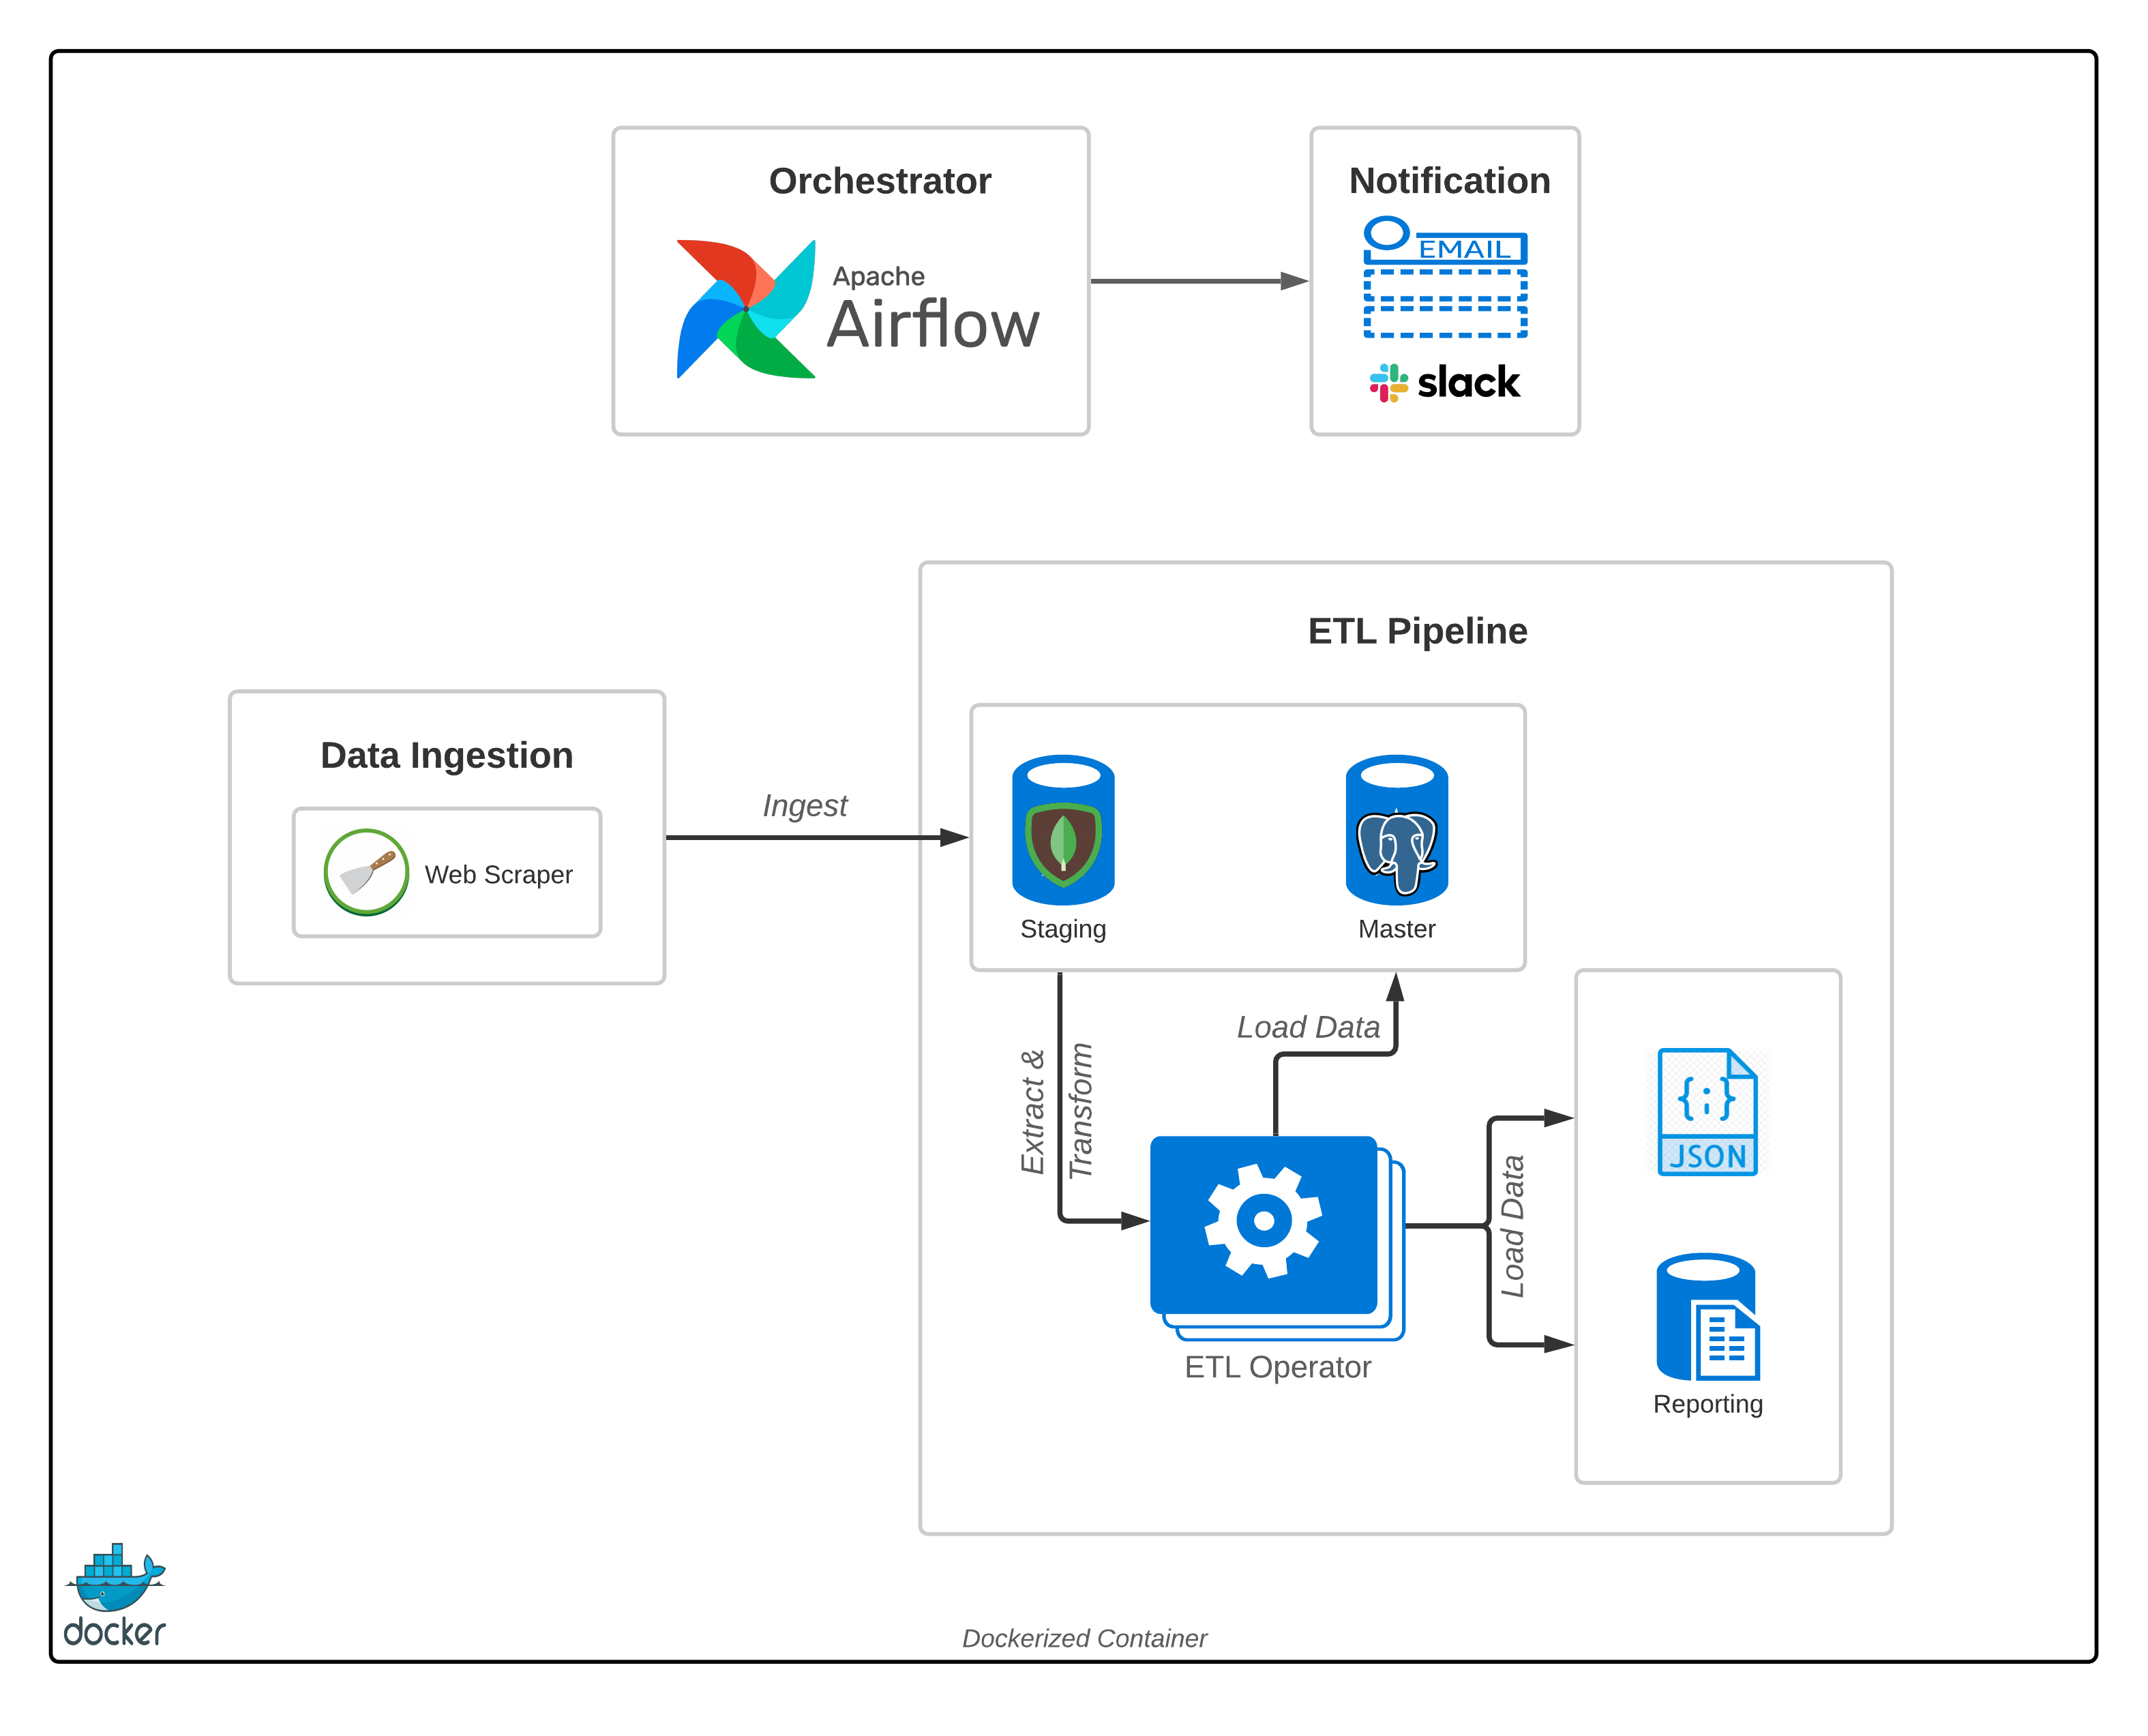 Orchestrator
Apache
Airflow
Notification
EMAIL
slack
ETL Pipeline
Data Ingestion
Web Scraper
Ingest
Staging
Master
Extract &
Transform
Load Data
ETL Operator
Load Data
JSON
Reporting
docker
Dockerized Container